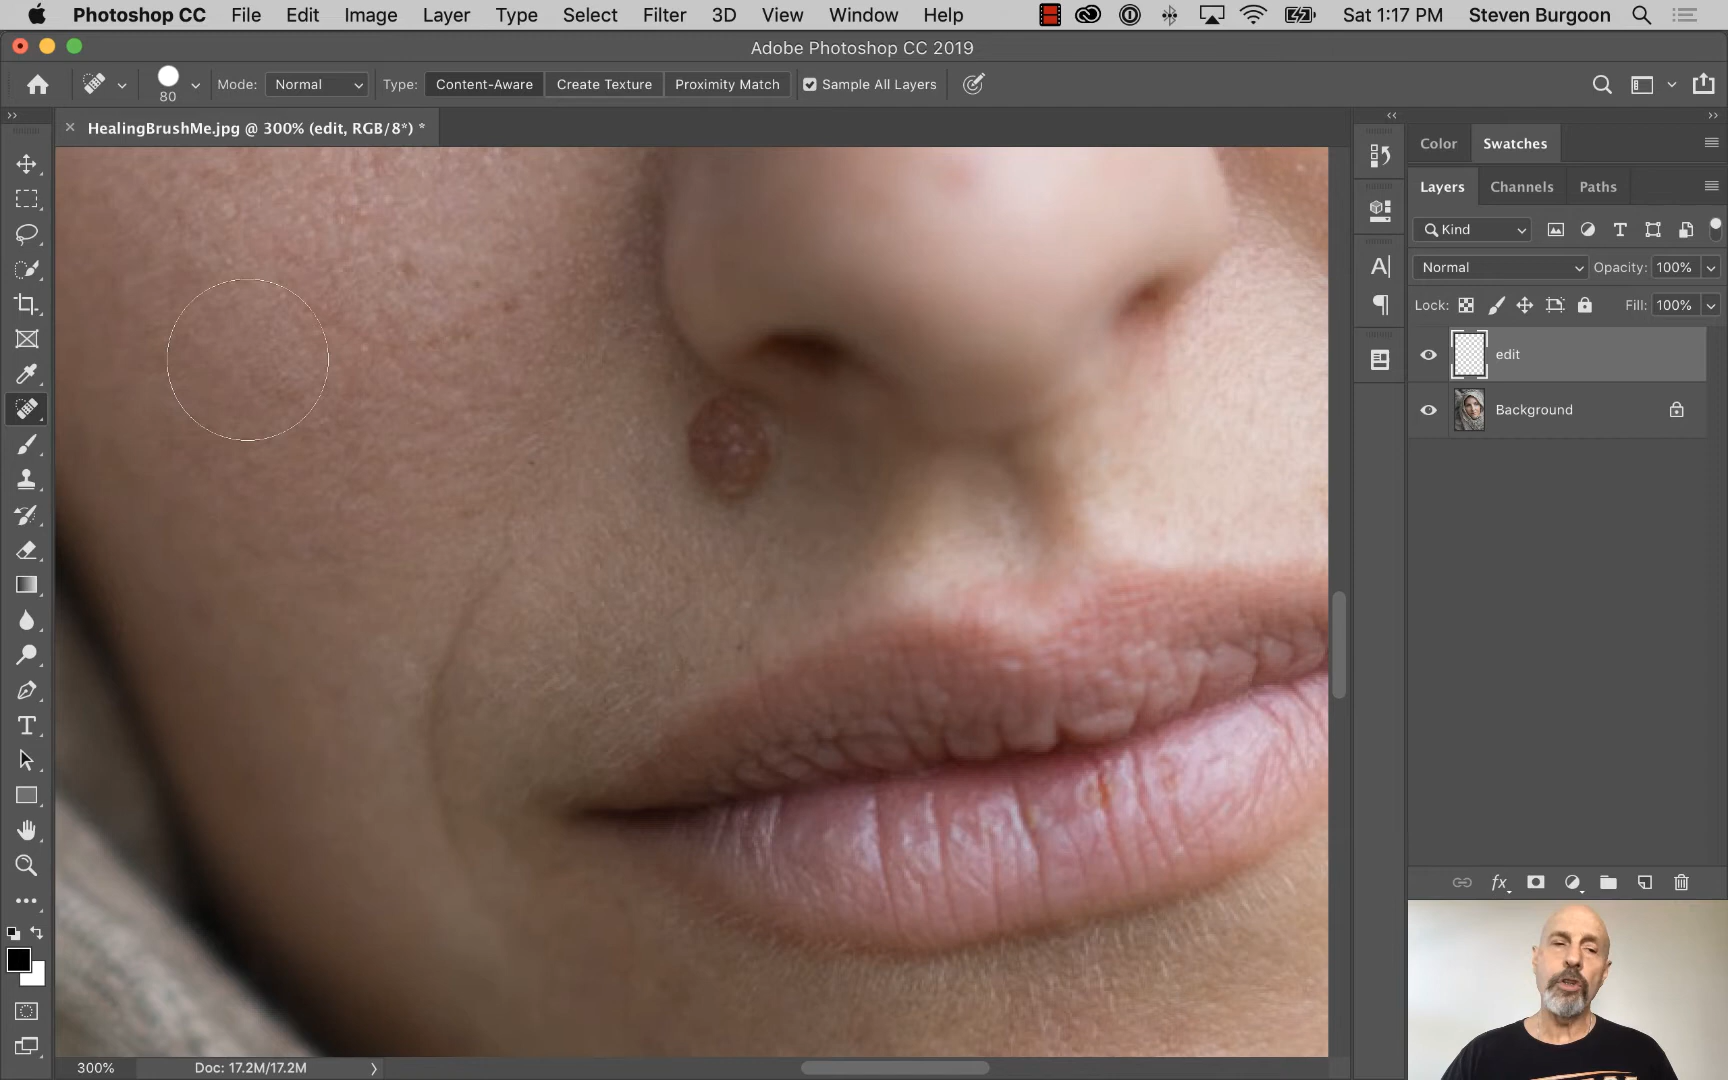 Photoshop CC File Edit Image Layer Type Select Filter 3D View Window Help Sat 1:17 PM Steven Burgoon
Adobe Photoshop CC 2019
80 Mode: Normal Type: Content-Aware Create Texture Proximity Match Sample All Layers
HealingBrushMe.jpg @ 300% (edit, RGB/8*) *
Color Swatches
Layers Channels Paths
Kind
Normal Opacity: 100%
Lock: Fill: 100%
edit
Background
fx
300% Doc: 17.2M/17.2M